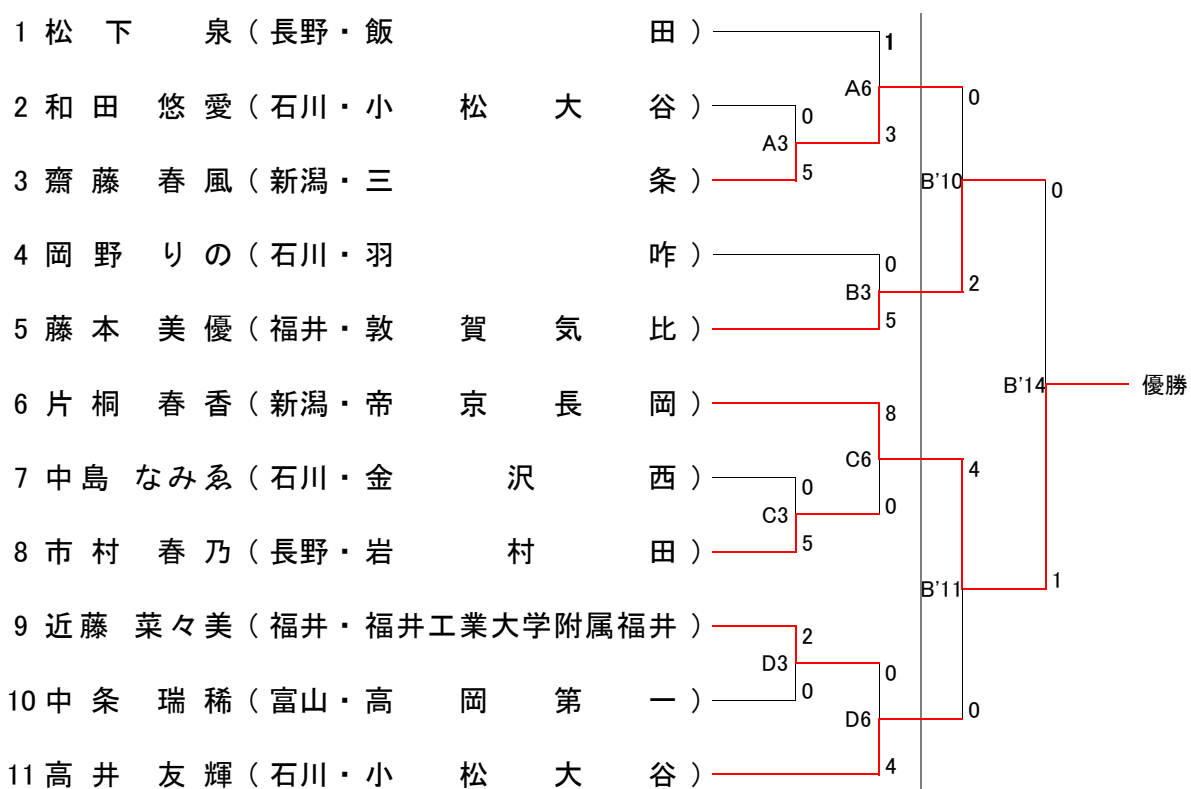 1 松下 泉 ( 長野・飯田 )
1
A6
0
2 和田 悠愛 ( 石川・小松大谷 )
0
A3
3
3 齋藤 春風 ( 新潟・三条 )
5
B'10
0
4 岡野 りの ( 石川・羽咋 )
0
B3
2
5 藤本 美優 ( 福井・敦賀気比 )
5
B'14
優勝
6 片桐 春香 ( 新潟・帝京長岡 )
8
C6
4
7 中島 なみゑ ( 石川・金沢西 )
0
C3
0
8 市村 春乃 ( 長野・岩村田 )
5
B'11
1
9 近藤 菜々美 ( 福井・福井工業大学附属福井 )
2
D3
0
10 中条 瑞稀 ( 富山・高岡第一 )
0
D6
0
11 高井 友輝 ( 石川・小松大谷 )
4